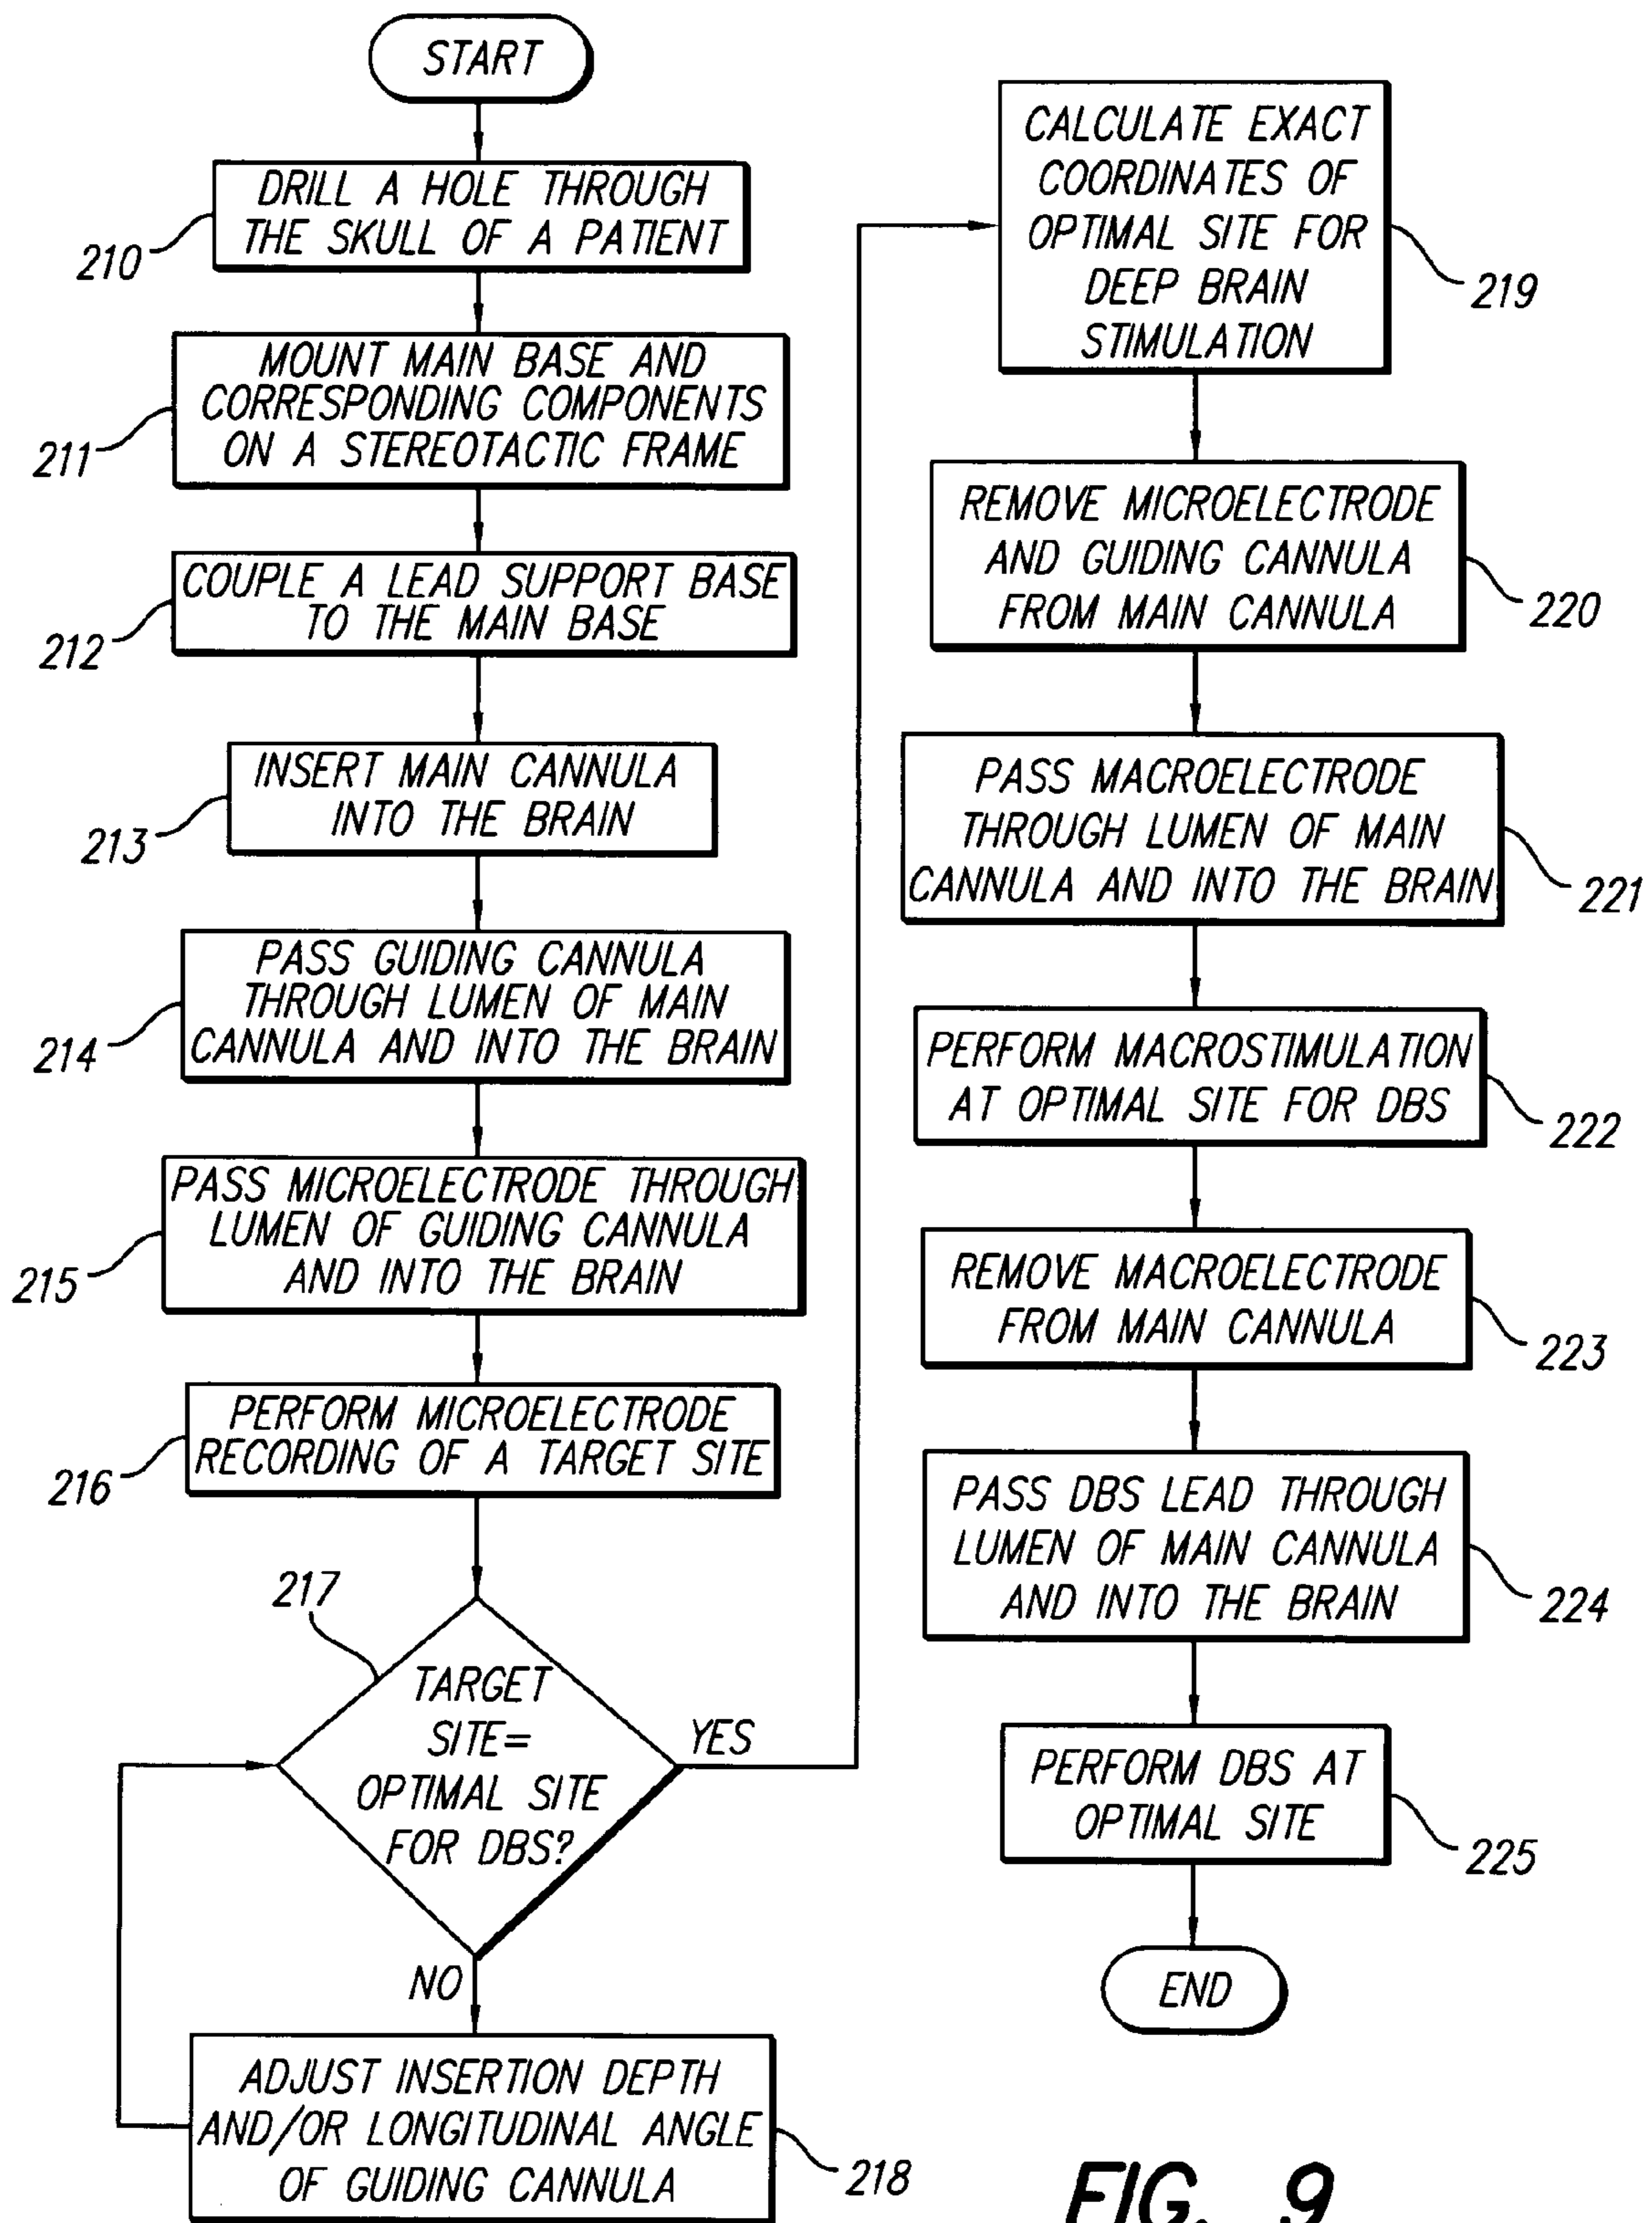 START
DRILL A HOLE THROUGH
THE SKULL OF A PATIENT
210
MOUNT MAIN BASE AND
CORRESPONDING COMPONENTS
ON A STEREOTACTIC FRAME
211
COUPLE A LEAD SUPPORT BASE
TO THE MAIN BASE
212
INSERT MAIN CANNULA
INTO THE BRAIN
213
PASS GUIDING CANNULA
THROUGH LUMEN OF MAIN
CANNULA AND INTO THE BRAIN
214
PASS MICROELECTRODE THROUGH
LUMEN OF GUIDING CANNULA
AND INTO THE BRAIN
215
PERFORM MICROELECTRODE
RECORDING OF A TARGET SITE
216
217
TARGET
SITE=
OPTIMAL SITE
FOR DBS?
YES
NO
ADJUST INSERTION DEPTH
AND/OR LONGITUDINAL ANGLE
OF GUIDING CANNULA
218
CALCULATE EXACT
COORDINATES OF
OPTIMAL SITE FOR
DEEP BRAIN
STIMULATION
219
REMOVE MICROELECTRODE
AND GUIDING CANNULA
FROM MAIN CANNULA
220
PASS MACROELECTRODE
THROUGH LUMEN OF MAIN
CANNULA AND INTO THE BRAIN
221
PERFORM MACROSTIMULATION
AT OPTIMAL SITE FOR DBS
222
REMOVE MACROELECTRODE
FROM MAIN CANNULA
223
PASS DBS LEAD THROUGH
LUMEN OF MAIN CANNULA
AND INTO THE BRAIN
224
PERFORM DBS AT
OPTIMAL SITE
225
END
FIG. 9